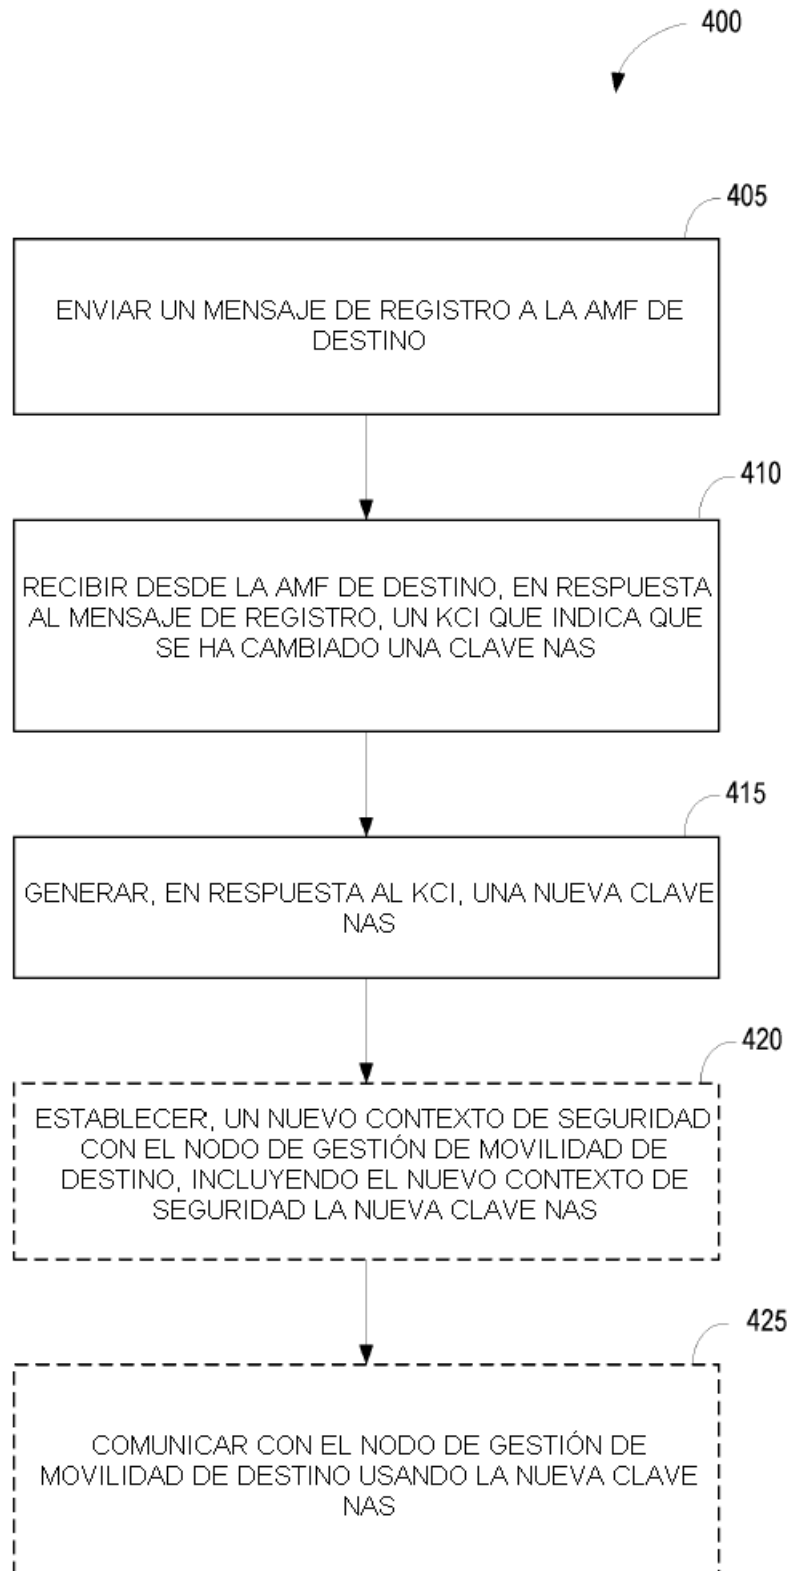 400
405
ENVIAR UN MENSAJE DE REGISTRO A LA AMF DE
DESTINO
410
RECIBIR DESDE LA AMF DE DESTINO, EN RESPUESTA
AL MENSAJE DE REGISTRO, UN KCI QUE INDICA QUE
SE HA CAMBIADO UNA CLAVE NAS
415
GENERAR, EN RESPUESTA AL KCI, UNA NUEVA CLAVE
NAS
420
ESTABLECER, UN NUEVO CONTEXTO DE SEGURIDAD
CON EL NODO DE GESTIÓN DE MOVILIDAD DE
DESTINO, INCLUYENDO EL NUEVO CONTEXTO DE
SEGURIDAD LA NUEVA CLAVE NAS
425
COMUNICAR CON EL NODO DE GESTIÓN DE
MOVILIDAD DE DESTINO USANDO LA NUEVA CLAVE
NAS